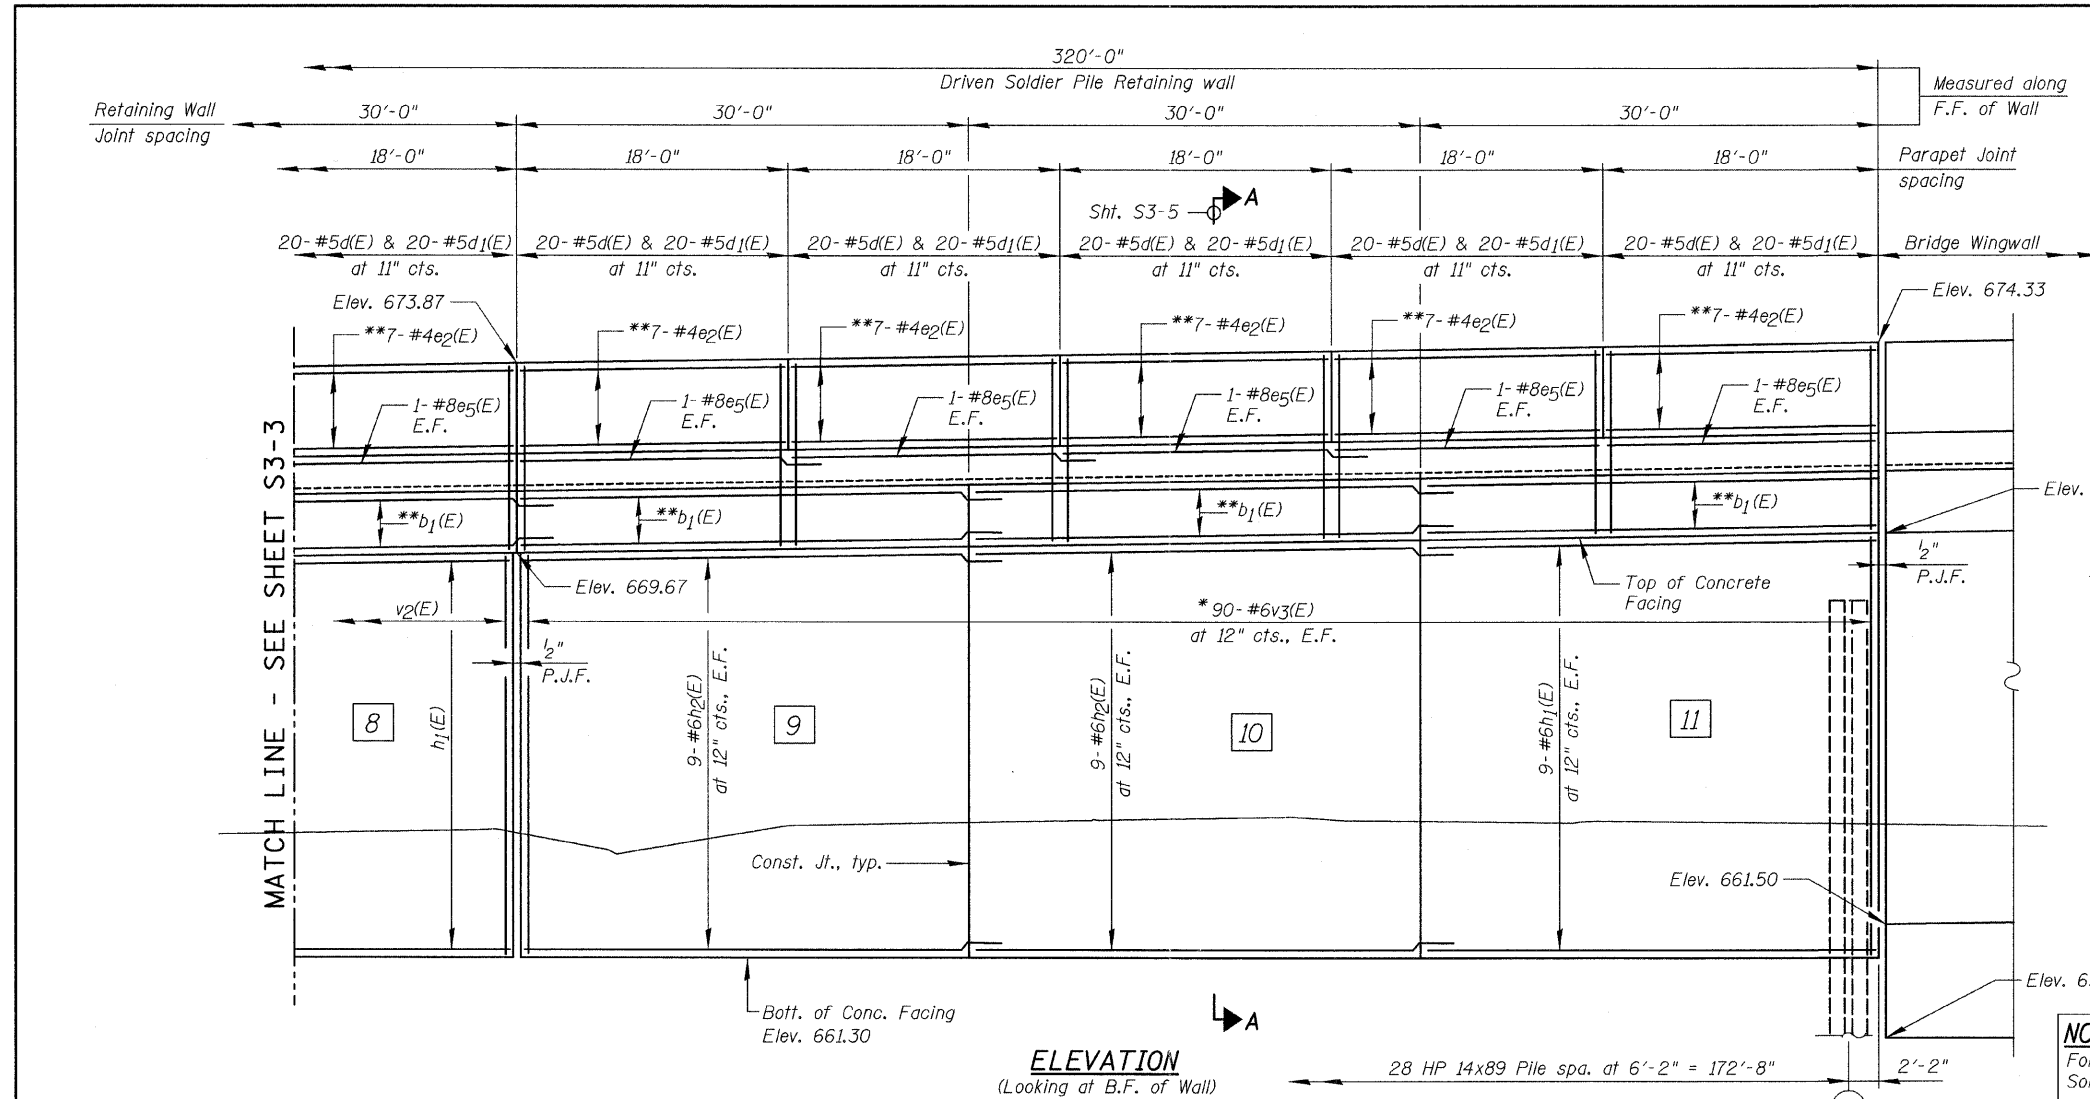 320'-0"
Driven Soldier Pile Retaining wall
Measured along
F.F. of Wall
Retaining Wall
Joint spacing
30'-0" 30'-0" 30'-0" 30'-0"
18'-0" 18'-0" 18'-0" 18'-0" 18'-0" 18'-0"
Parapet Joint
spacing
Sht. S3-5 A
20-#5d(E) & 20-#5d1(E) 20-#5d(E) & 20-#5d1(E) 20-#5d(E) & 20-#5d1(E) 20-#5d(E) & 20-#5d1(E) 20-#5d(E) & 20-#5d1(E) 20-#5d(E) & 20-#5d1(E)
at 11" cts. at 11" cts. at 11" cts. at 11" cts. at 11" cts. at 11" cts.
Bridge Wingwall
Elev. 673.87
Elev. 674.33
**7-#4e2(E) **7-#4e2(E) **7-#4e2(E) **7-#4e2(E) **7-#4e2(E) **7-#4e2(E)
1-#8e5(E) 1-#8e5(E) 1-#8e5(E) 1-#8e5(E) 1-#8e5(E) 1-#8e5(E)
E.F. E.F. E.F. E.F. E.F. E.F.
MATCH LINE - SEE SHEET S3-3
**b1(E) **b1(E) **b1(E) **b1(E)
Elev.
1/2"
P.J.F.
Elev. 669.67
Top of Concrete
Facing
v2(E)
*90-#6v3(E)
at 12" cts., E.F.
1/2"
P.J.F.
h1(E)
9-#6h2(E)
at 12" cts., E.F.
9-#6h2(E)
at 12" cts., E.F.
9-#6h1(E)
at 12" cts., E.F.
8 9 10 11
Const. Jt., typ.
Elev. 661.50
Bott. of Conc. Facing
Elev. 661.30
A
Elev. 6
ELEVATION
(Looking at B.F. of Wall)
28 HP 14x89 Pile spa. at 6'-2" = 172'-8" 2'-2"